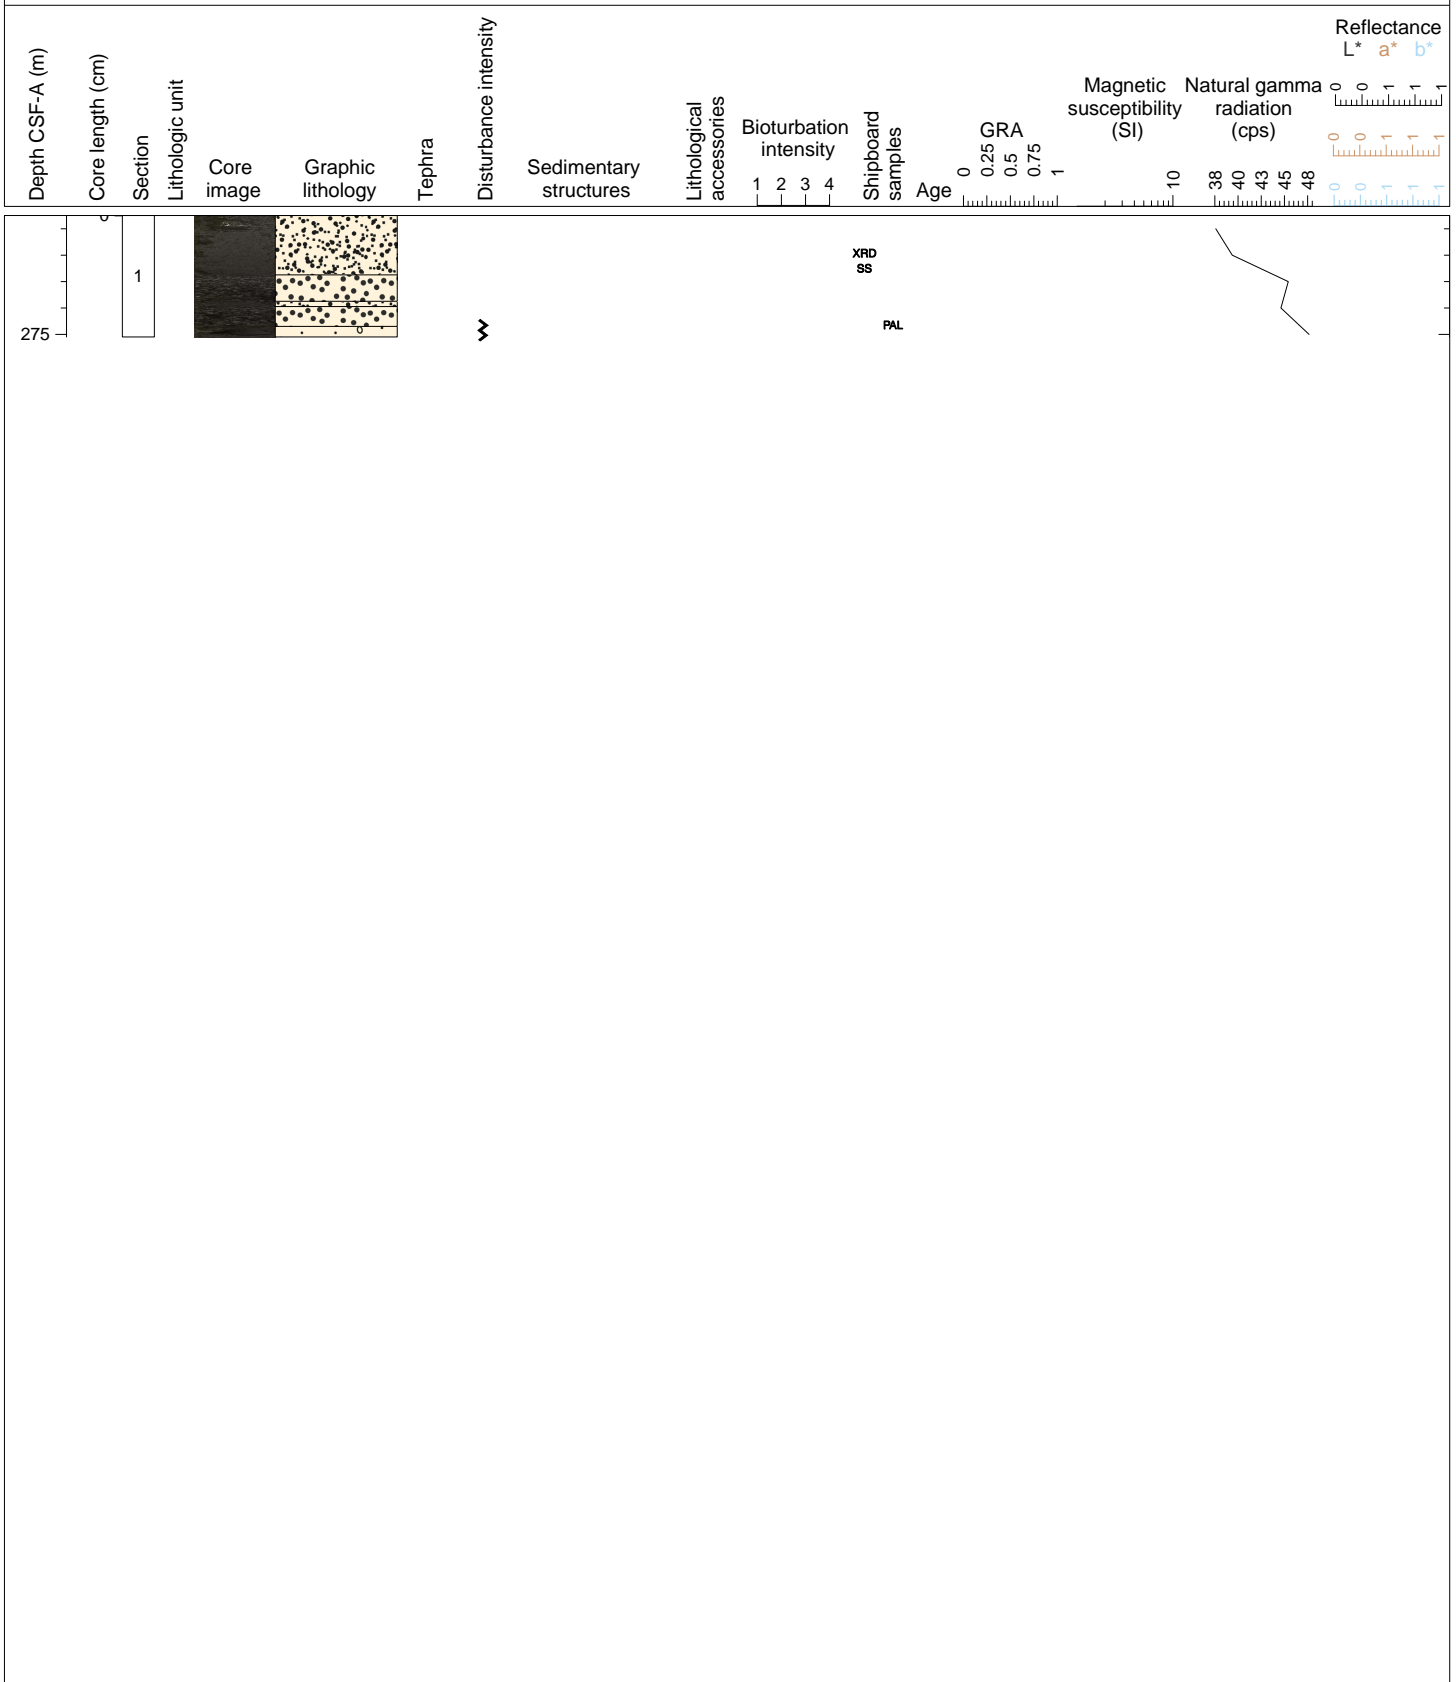 Depth CSF-A (m)
Core length (cm)
Section
Lithologic unit
Core
image
Graphic
lithology
Tephra
Disturbance intensity
Sedimentary
structures
Lithological
accessories
Bioturbation
intensity
1 2 3 4
Shipboard
samples
Age
GRA
0 0.25 0.5 0.75 1
Magnetic
susceptibility
(SI)
10
Natural gamma
radiation
(cps)
38 40 43 45 48
Reflectance
L* a* b*
0 0 1 1 1
0 0 1 1 1
0 0 1 1 1
0
1
XRD
SS
PAL
275